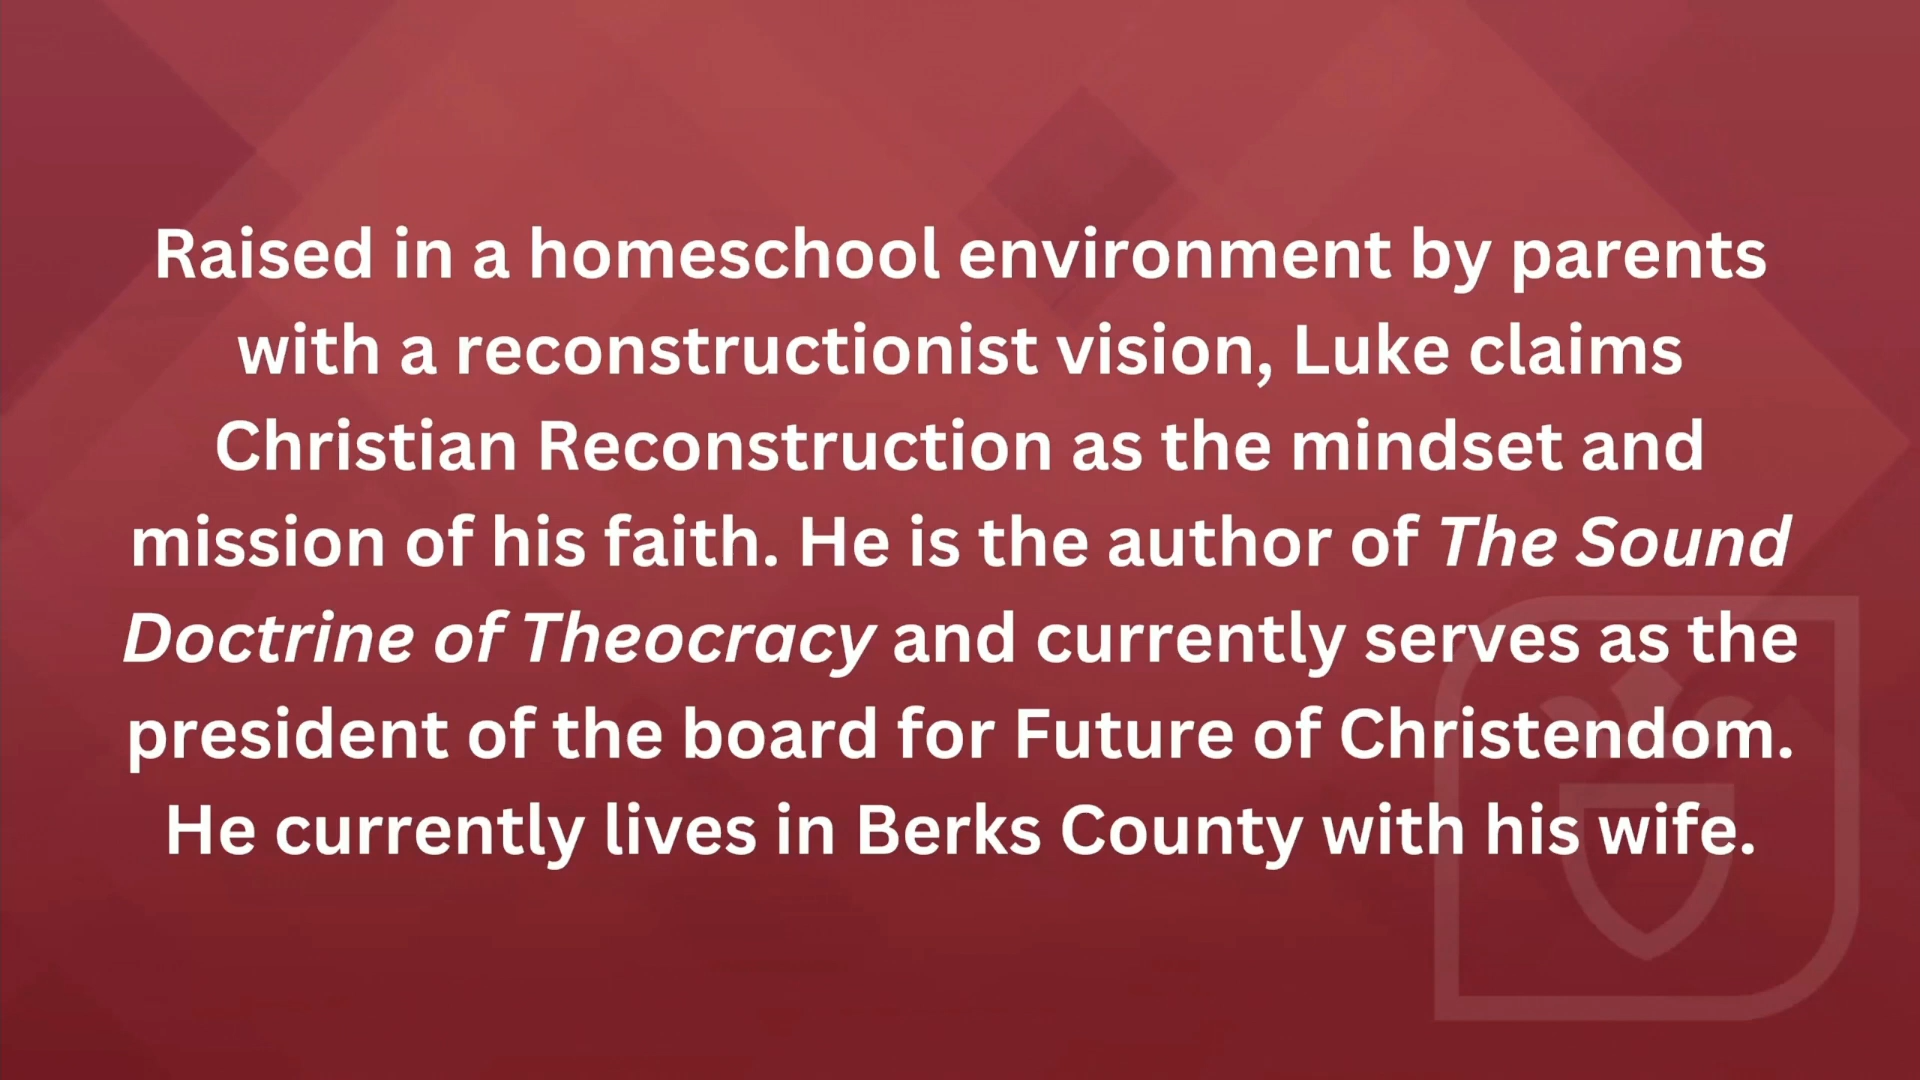 Raised in a homeschool environment by parents
with a reconstructionist vision, Luke claims
Christian Reconstruction as the mindset and
mission of his faith. He is the author of The Sound
Doctrine of Theocracy and currently serves as the
president of the board for Future of Christendom.
He currently lives in Berks County with his wife.